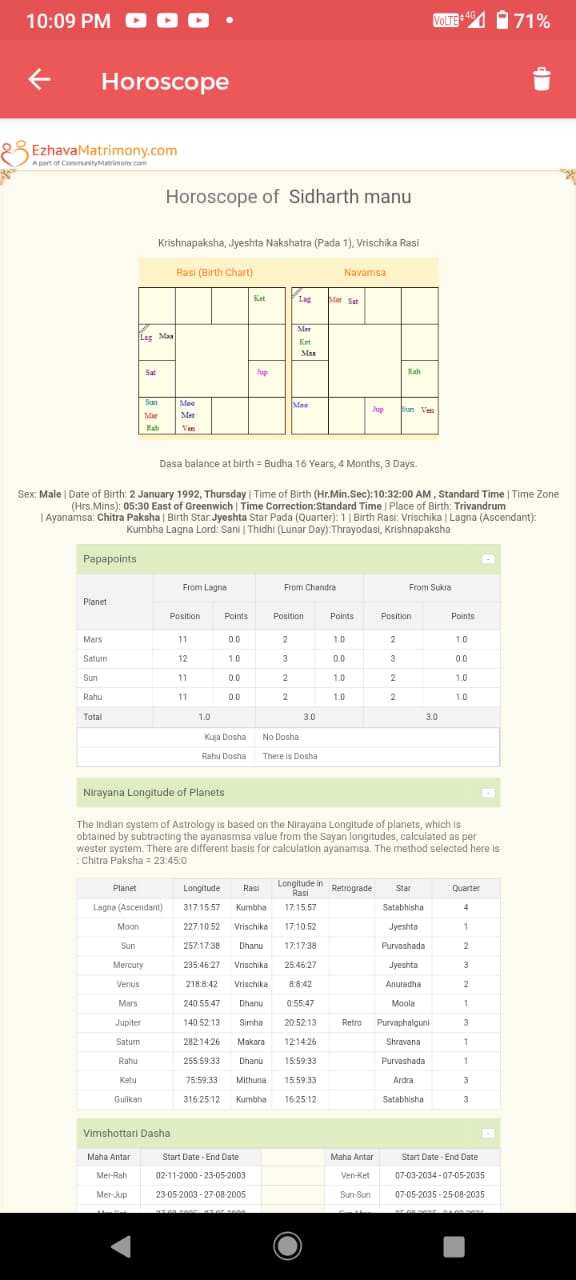 10:09 PM VoLTE 4G 71%
Horoscope
EzhavaMatrimony.com
A part of CommunityMatrimony.com
Horoscope of Sidharth manu
Krishnapaksha, Jyeshta Nakshatra (Pada 1), Vrischika Rasi
Rasi (Birth Chart) Navamsa
Ket Lag Mar Sat
Lag Maa Mer
Ket
Maa
Sat Jup Rah
Sun Moo Moo Jup Sun Ven
Mar Mer
Rah Ven
Dasa balance at birth = Budha 16 Years, 4 Months, 3 Days.
Sex: Male | Date of Birth: 2 January 1992, Thursday | Time of Birth (Hr.Min.Sec):10:32:00 AM , Standard Time | Time Zone
(Hrs.Mins): 05:30 East of Greenwich | Time Correction:Standard Time | Place of Birth: Trivandrum
| Ayanamsa: Chitra Paksha | Birth Star:Jyeshta Star Pada (Quarter): 1 | Birth Rasi: Vrischika | Lagna (Ascendant):
Kumbha Lagna Lord: Sani | Thidhi (Lunar Day):Thrayodasi, Krishnapaksha
Papapoints -
Planet From Lagna From Chandra From Sukra
Position Points Position Points Position Points
Mars 11 0.0 2 1.0 2 1.0
Saturn 12 1.0 3 0.0 3 0.0
Sun 11 0.0 2 1.0 2 1.0
Rahu 11 0.0 2 1.0 2 1.0
Total 1.0 3.0 3.0
Kuja Dosha No Dosha
Rahu Dosha There is Dosha
Nirayana Longitude of Planets -
The Indian system of Astrology is based on the Nirayana Longitude of planets, which is
obtained by subtracting the ayanasmsa value from the Sayan longitudes, calculated as per
wester system. There are different basis for calculation ayanamsa. The method selected here is
: Chitra Paksha = 23:45:0
Planet Longitude Rasi Longitude in Rasi Retrograde Star Quarter
Lagna (Ascendant) 317:15:57 Kumbha 17:15:57 Satabhisha 4
Moon 227:10:52 Vrischika 17:10:52 Jyeshta 1
Sun 257:17:38 Dhanu 17:17:38 Purvashada 2
Mercury 235:46:27 Vrischika 25:46:27 Jyeshta 3
Venus 218:8:42 Vrischika 8:8:42 Anuradha 2
Mars 240:55:47 Dhanu 0:55:47 Moola 1
Jupiter 140:52:13 Simha 20:52:13 Retro Purvaphalguni 3
Saturn 282:14:26 Makara 12:14:26 Shravana 1
Rahu 255:59:33 Dhanu 15:59:33 Purvashada 1
Ketu 75:59:33 Mithuna 15:59:33 Ardra 3
Gulikan 316:25:12 Kumbha 16:25:12 Satabhisha 3
Vimshottari Dasha -
Maha Antar Start Date - End Date Maha Antar Start Date - End Date
Mer-Rah 02-11-2000 - 23-05-2003 Ven-Ket 07-03-2034 - 07-05-2035
Mer-Jup 23-05-2003 - 27-08-2005 Sun-Sun 07-05-2035 - 25-08-2035